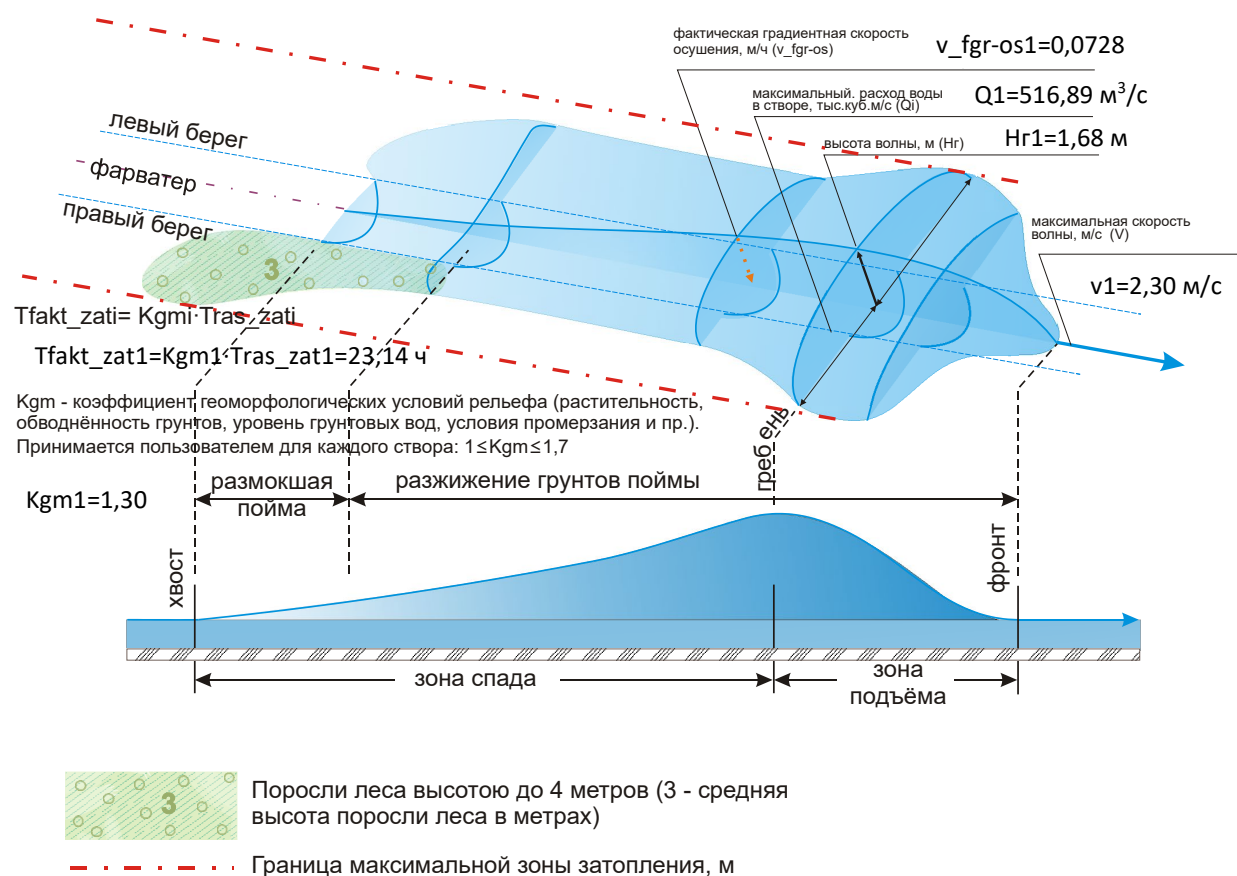 фактическая градиентная скорость
осушения, м/ч (v_fgr-os)
v_fgr-os1=0,0728
максимальный. расход воды
в створе, тыс.куб.м/с (Qi)
Q1=516,89 м³/с
высота волны, м (Нг)
Нг1=1,68 м
левый берег
фарватер
правый берег
3
максимальная скорость
волны, м/с (V)
v1=2,30 м/с
Tfakt_zati= Kgmi·Tras_zati
Tfakt_zat1=Kgm1·Tras_zat1=23,14 ч
Kgm - коэффициент геоморфологических условий рельефа (растительность,
обводнённость грунтов, уровень грунтовых вод, условия промерзания и пр.).
Принимается пользователем для каждого створа: 1≤Kgm≤1,7
Kgm1=1,30
размокшая
пойма
разжижение грунтов поймы
греб ень
хвост
фронт
зона спада
зона
подъёма
3
Поросли леса высотою до 4 метров (3 - средняя
высота поросли леса в метрах)
Граница максимальной зоны затопления, м